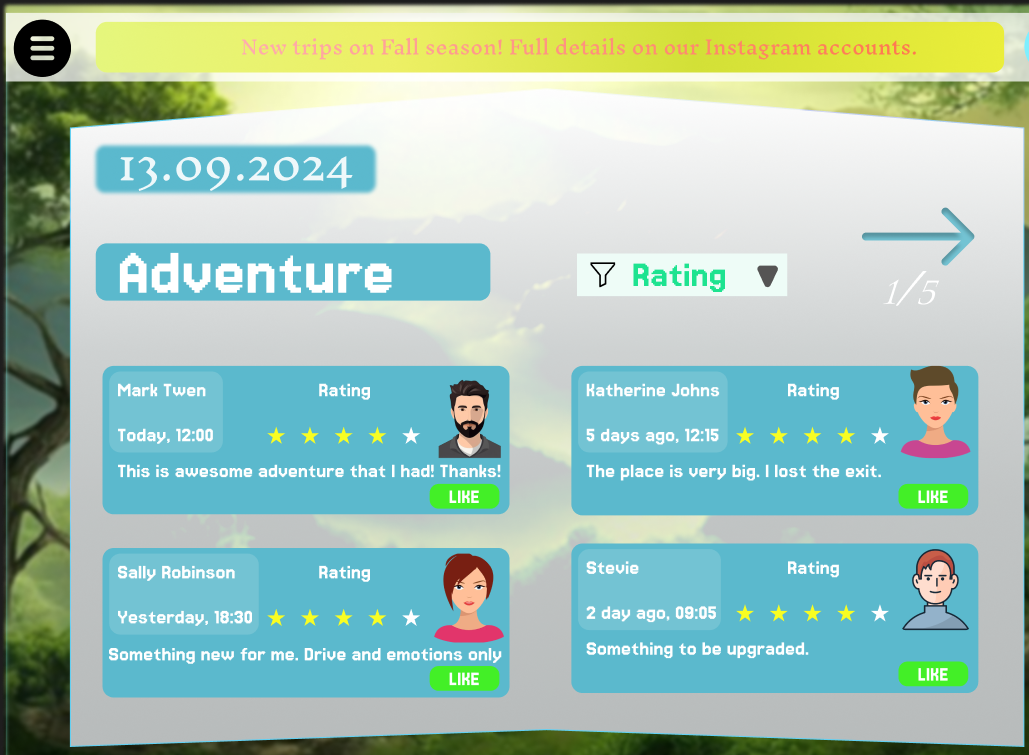 New trips on Fall season! Full details on our Instagram accounts.
13.09.2024
Adventure
Rating
1/5
Mark Twen
Rating
Today, 12:00
This is awesome adventure that I had! Thanks!
LIKE
Katherine Johns
Rating
5 days ago, 12:15
The place is very big. I lost the exit.
LIKE
Sally Robinson
Rating
Yesterday, 18:30
Something new for me. Drive and emotions only
LIKE
Stevie
Rating
2 day ago, 09:05
Something to be upgraded.
LIKE